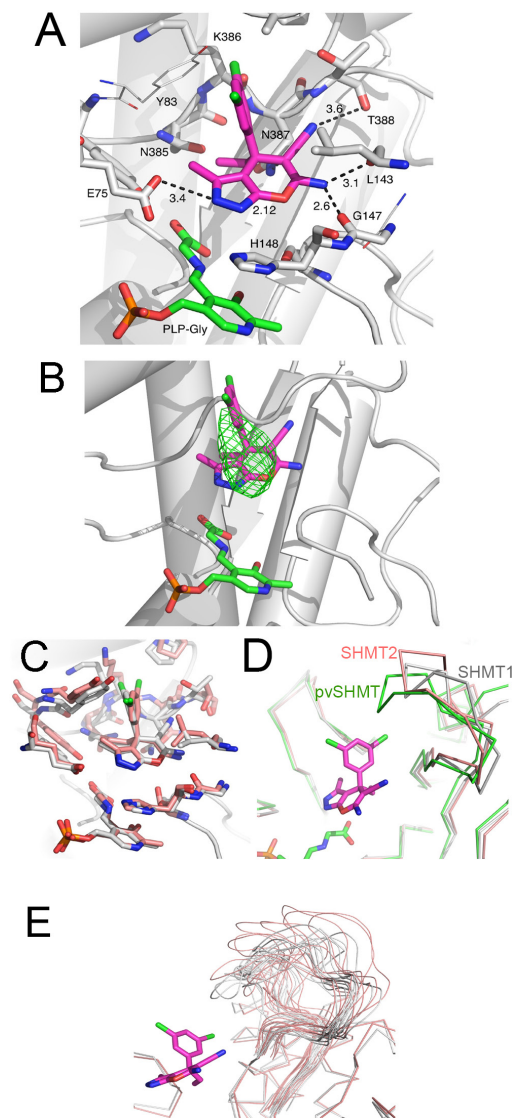 A
K386
Y83
3.6
T388
N387
N385
3.1
L143
E75
3.4
2.12
2.6
G147
H148
PLP-Gly
B
C
D
SHMT2
SHMT1
pvSHMT
E